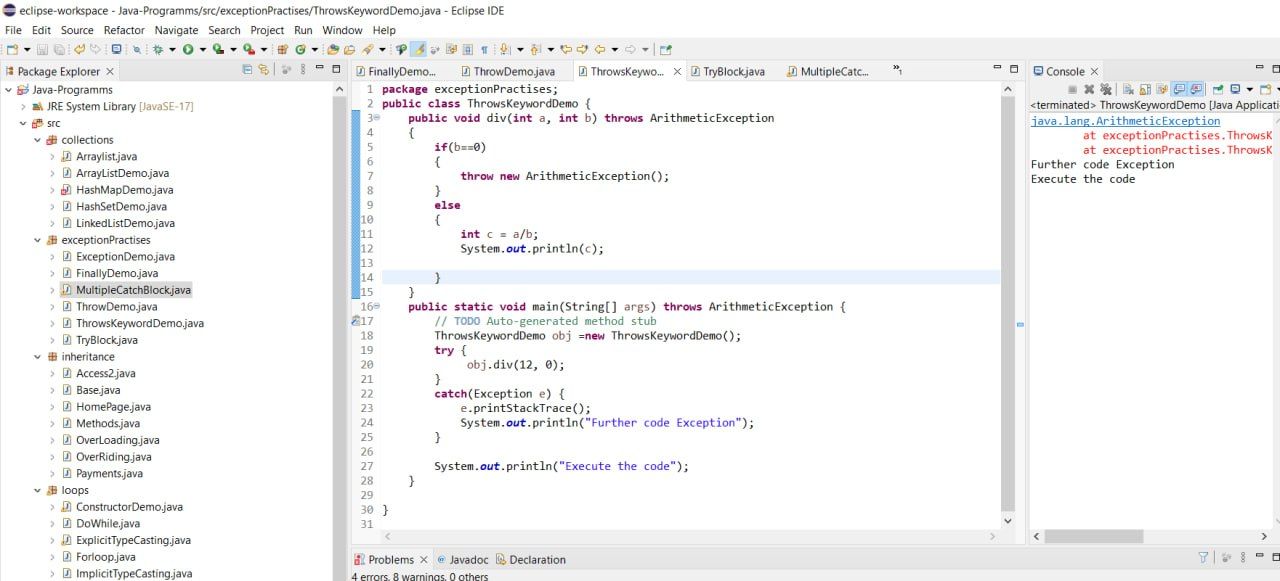 eclipse-workspace - Java-Programms/src/exceptionPractises/ThrowsKeywordDemo.java - Eclipse IDE
File Edit Source Refactor Navigate Search Project Run Window Help
Package Explorer
Java-Programms
JRE System Library [JavaSE-17]
src
collections
Arraylist.java
ArrayListDemo.java
HashMapDemo.java
HashSetDemo.java
LinkedListDemo.java
exceptionPractises
ExceptionDemo.java
FinallyDemo.java
MultipleCatchBlock.java
ThrowDemo.java
ThrowsKeywordDemo.java
TryBlock.java
inheritance
Access2.java
Base.java
HomePage.java
Methods.java
OverLoading.java
OverRiding.java
Payments.java
loops
ConstructorDemo.java
DoWhile.java
ExplicitTypeCasting.java
Forloop.java
ImplicitTypeCasting.java
FinallyDemo... ThrowDemo.java ThrowsKeywo... TryBlock.java MultipleCatc... »1
1 package exceptionPractises;
2 public class ThrowsKeywordDemo {
3 public void div(int a, int b) throws ArithmeticException
4 {
5 if(b==0)
6 {
7 throw new ArithmeticException();
8 }
9 else
10 {
11 int c = a/b;
12 System.out.println(c);
13
14 }
15 }
16 public static void main(String[] args) throws ArithmeticException {
17 // TODO Auto-generated method stub
18 ThrowsKeywordDemo obj =new ThrowsKeywordDemo();
19 try {
20 obj.div(12, 0);
21 }
22 catch(Exception e) {
23 e.printStackTrace();
24 System.out.println("Further code Exception");
25 }
26
27 System.out.println("Execute the code");
28 }
29
30 }
31
Console
<terminated> ThrowsKeywordDemo [Java Applicati
java.lang.ArithmeticException
at exceptionPractises.ThrowsK
at exceptionPractises.ThrowsK
Further code Exception
Execute the code
Problems Javadoc Declaration
4 errors, 8 warnings, 0 others